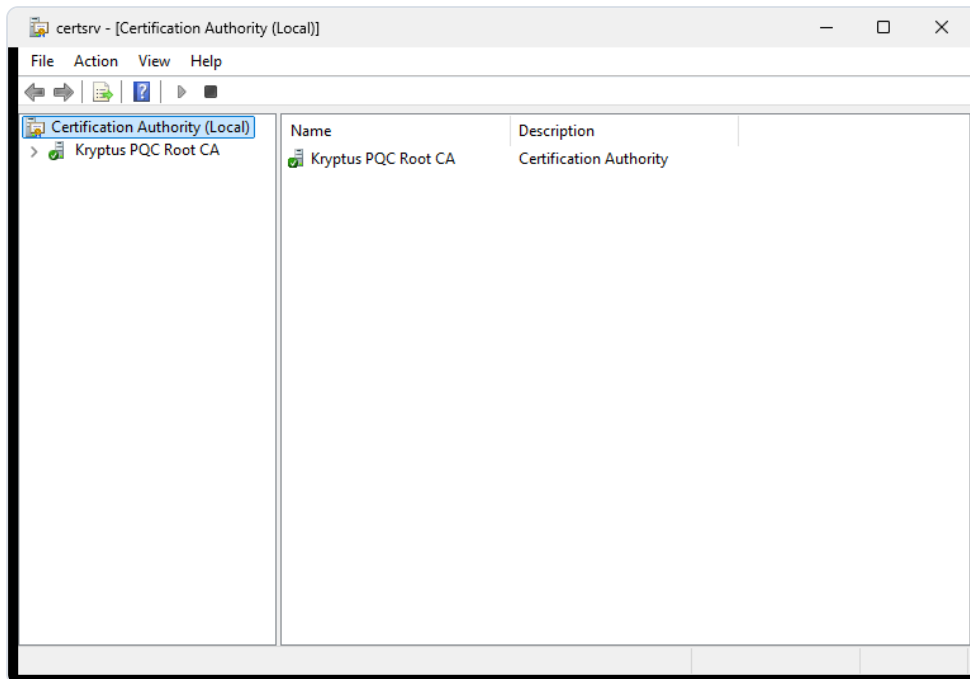 certsrv - [Certification Authority (Local)]
File Action View Help
Certification Authority (Local)
Kryptus PQC Root CA
Name Description
Kryptus PQC Root CA Certification Authority